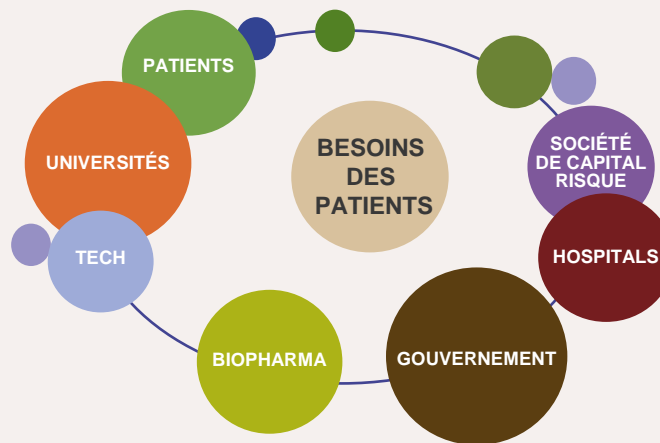 PATIENTS
UNIVERSITÉS
TECH
BESOINS
DES
PATIENTS
SOCIÉTÉ
DE CAPITAL
RISQUE
HOSPITALS
BIOPHARMA
GOUVERNEMENT